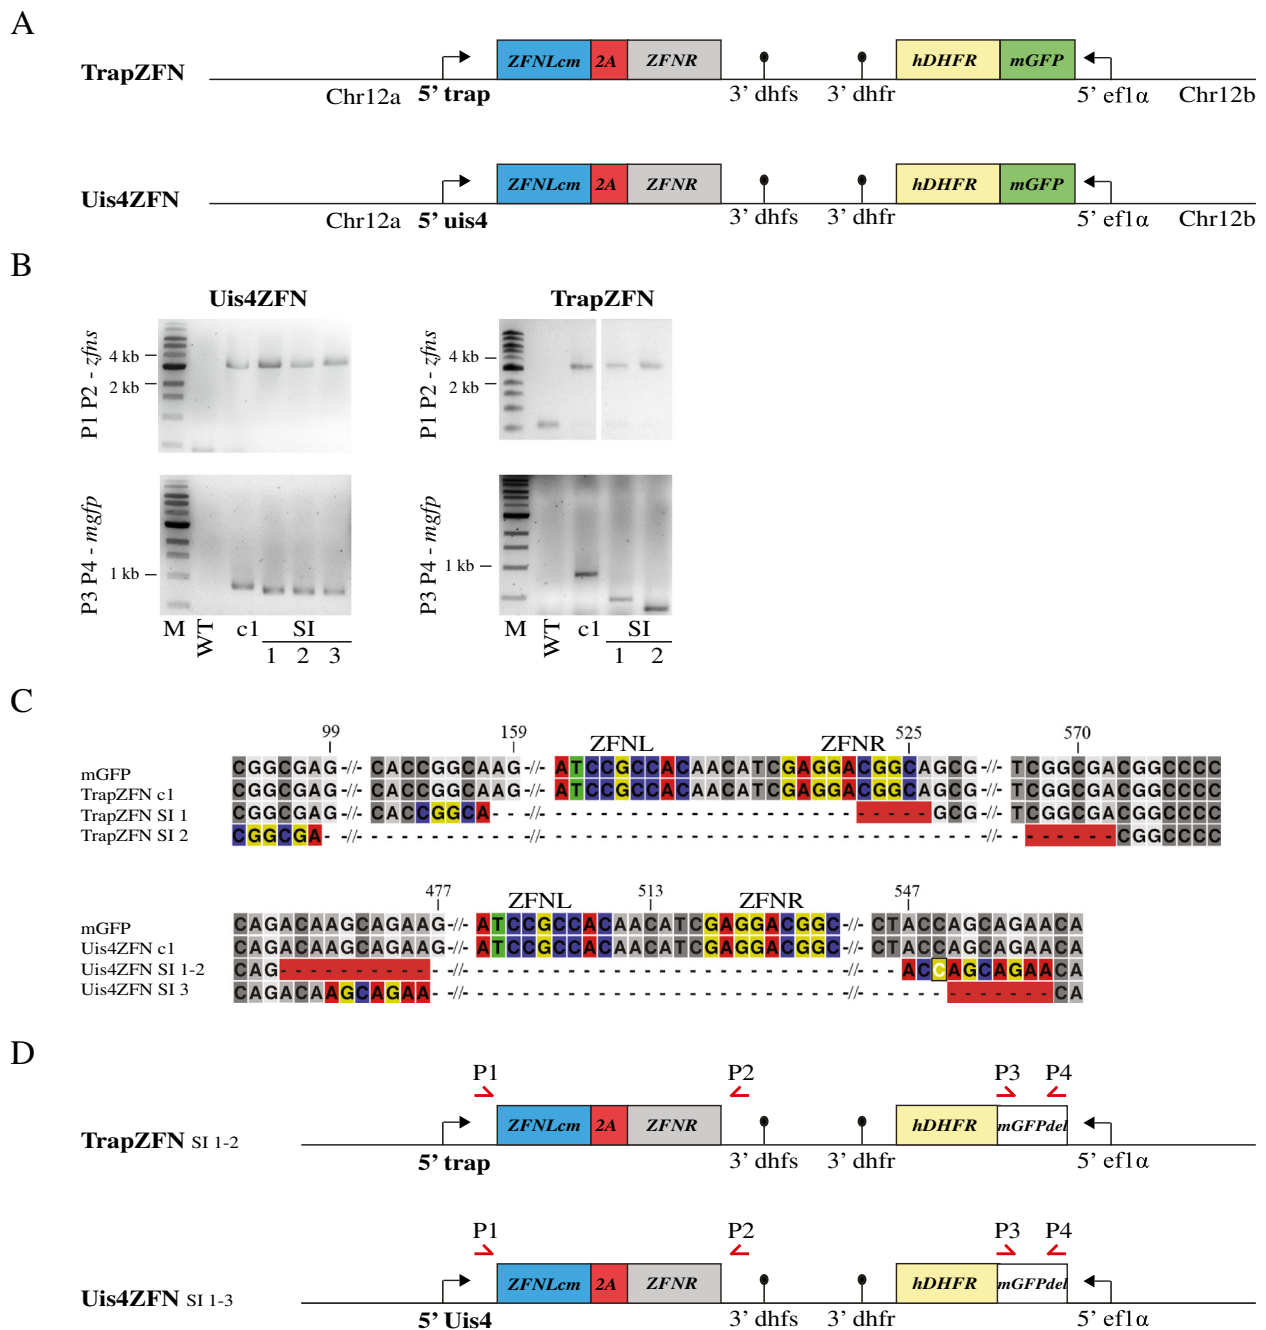 A
TrapZFN
ZFNLcm 2A ZFNR hDHFR mGFP
Chr12a 5' trap 3' dhfs 3' dhfr 5' ef1α Chr12b
Uis4ZFN
ZFNLcm 2A ZFNR hDHFR mGFP
Chr12a 5' uis4 3' dhfs 3' dhfr 5' ef1α Chr12b
B
Uis4ZFN TrapZFN
P1 P2 - zfns
4 kb
2 kb
P1 P2 - zfns
4 kb
2 kb
P3 P4 - mgfp
1 kb
P3 P4 - mgfp
1 kb
M WT c1 SI
1 2 3
M WT c1 SI
1 2
C
99 159 ZFNL ZFNR 525 570
mGFP CGGCGAG-//-CACCGGCAAG-//-ATCCGCCACAACATCGAGGACGGCAGCG-//-TCGGCGACGGCCCC
TrapZFN c1 CGGCGAG-//-CACCGGCAAG-//-ATCCGCCACAACATCGAGGACGGCAGCG-//-TCGGCGACGGCCCC
TrapZFN SI 1 CGGCGAG-//-CACCGGCA---//-------------------------GCG-//-TCGGCGACGGCCCC
TrapZFN SI 2 CGGCGA--//------------//----------------------------//-------CGGCCCC
477 ZFNL 513 ZFNR 547
mGFP CAGACAAGCAGAAG-//-ATCCGCCACAACATCGAGGACGGC-//-CTACCAGCAGAACA
Uis4ZFN c1 CAGACAAGCAGAAG-//-ATCCGCCACAACATCGAGGACGGC-//-CTACCAGCAGAACA
Uis4ZFN SI 1-2 CAG------------//--------------------------//---ACCAGCAGAACA
Uis4ZFN SI 3 CAGACAAGCAGAA--//--------------------------//-------------CA
D
P1 P2 P3 P4
ZFNLcm 2A ZFNR hDHFR mGFPdel
TrapZFN SI 1-2
5' trap 3' dhfs 3' dhfr 5' ef1α
P1 P2 P3 P4
ZFNLcm 2A ZFNR hDHFR mGFPdel
Uis4ZFN SI 1-3
5' Uis4 3' dhfs 3' dhfr 5' ef1α